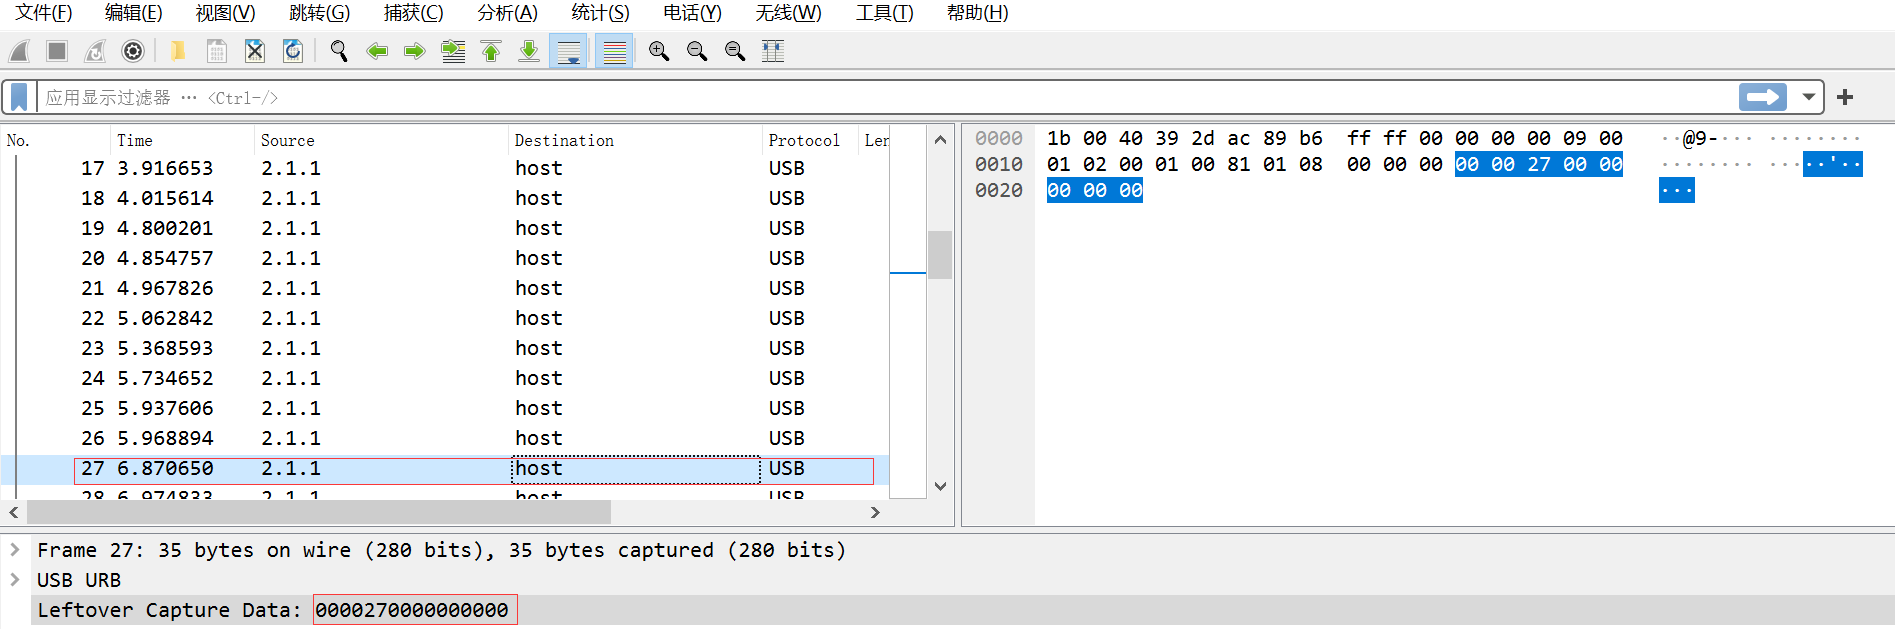 文件(F) 编辑(E) 视图(V) 跳转(G) 捕获(C) 分析(A) 统计(S) 电话(Y) 无线(W) 工具(T) 帮助(H)
应用显示过滤器 … <Ctrl-/>
No. Time Source Destination Protocol Ler
17 3.916653 2.1.1 host USB
18 4.015614 2.1.1 host USB
19 4.800201 2.1.1 host USB
20 4.854757 2.1.1 host USB
21 4.967826 2.1.1 host USB
22 5.062842 2.1.1 host USB
23 5.368593 2.1.1 host USB
24 5.734652 2.1.1 host USB
25 5.937606 2.1.1 host USB
26 5.968894 2.1.1 host USB
27 6.870650 2.1.1 host USB
28 6.974833 2.1.1 host USB
0000 1b 00 40 39 2d ac 89 b6 ff ff 00 00 00 00 09 00 ··@9-··· ········
0010 01 02 00 01 00 81 01 08 00 00 00 00 00 27 00 00 ········ ·····'··
0020 00 00 00 ···
Frame 27: 35 bytes on wire (280 bits), 35 bytes captured (280 bits)
USB URB
Leftover Capture Data: 0000270000000000